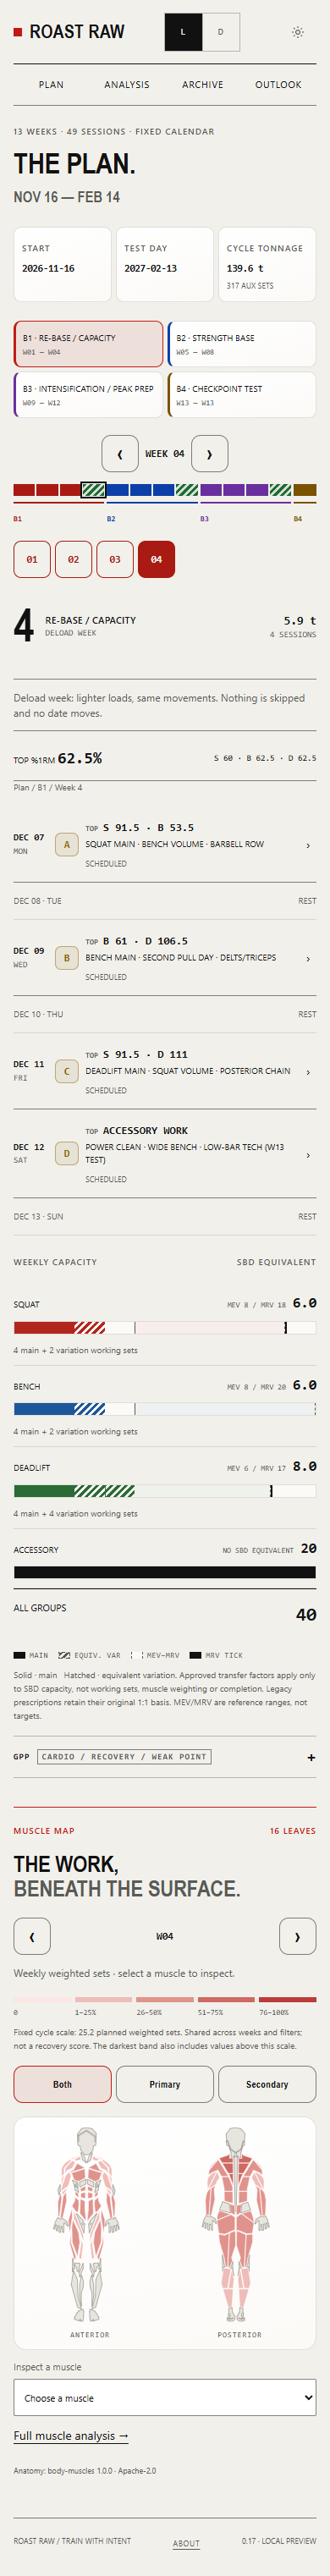 ROAST RAW
L D
PLAN ANALYSIS ARCHIVE OUTLOOK
13 WEEKS · 49 SESSIONS · FIXED CALENDAR
THE PLAN.
NOV 16 — FEB 14
START
2026-11-16
TEST DAY
2027-02-13
CYCLE TONNAGE
139.6 t
317 AUX SETS
B1 · RE-BASE / CAPACITY
W01 — W04
B2 · STRENGTH BASE
W05 — W08
B3 · INTENSIFICATION / PEAK PREP
W09 — W12
B4 · CHECKPOINT TEST
W13 — W13
‹ WEEK 04 ›
B1 B2 B3 B4
01 02 03 04
4 RE-BASE / CAPACITY 5.9 t
DELOAD WEEK 4 SESSIONS
Deload week: lighter loads, same movements. Nothing is skipped
and no date moves.
TOP %1RM 62.5% S 60 · B 62.5 · D 62.5
Plan / B1 / Week 4
DEC 07
MON
A
TOP S 91.5 · B 53.5
SQUAT MAIN · BENCH VOLUME · BARBELL ROW
SCHEDULED
›
DEC 08 · TUE REST
DEC 09
WED
B
TOP B 61 · D 106.5
BENCH MAIN · SECOND PULL DAY · DELTS/TRICEPS
SCHEDULED
›
DEC 10 · THU REST
DEC 11
FRI
C
TOP S 91.5 · D 111
DEADLIFT MAIN · SQUAT VOLUME · POSTERIOR CHAIN
SCHEDULED
›
DEC 12
SAT
D
TOP ACCESSORY WORK
POWER CLEAN · WIDE BENCH · LOW-BAR TECH (W13
TEST)
SCHEDULED
›
DEC 13 · SUN REST
WEEKLY CAPACITY SBD EQUIVALENT
SQUAT MEV 8 / MRV 18 6.0
4 main + 2 variation working sets
BENCH MEV 8 / MRV 20 6.0
4 main + 2 variation working sets
DEADLIFT MEV 6 / MRV 17 8.0
4 main + 4 variation working sets
ACCESSORY NO SBD EQUIVALENT 20
ALL GROUPS 40
MAIN EQUIV. VAR MEV–MRV MRV TICK
Solid · main Hatched · equivalent variation. Approved transfer factors apply only
to SBD capacity, not working sets, muscle weighting or completion. Legacy
prescriptions retain their original 1:1 basis. MEV/MRV are reference ranges, not
targets.
GPP CARDIO / RECOVERY / WEAK POINT +
MUSCLE MAP 16 LEAVES
THE WORK,
BENEATH THE SURFACE.
‹ W04 ›
Weekly weighted sets · select a muscle to inspect.
0 1–25% 26–50% 51–75% 76–100%
Fixed cycle scale: 25.2 planned weighted sets. Shared across weeks and filters;
not a recovery score. The darkest band also includes values above this scale.
Both Primary Secondary
ANTERIOR POSTERIOR
Inspect a muscle
Choose a muscle
Full muscle analysis →
Anatomy: body-muscles 1.0.0 · Apache-2.0
ROAST RAW / TRAIN WITH INTENT ABOUT 0.17 · LOCAL PREVIEW